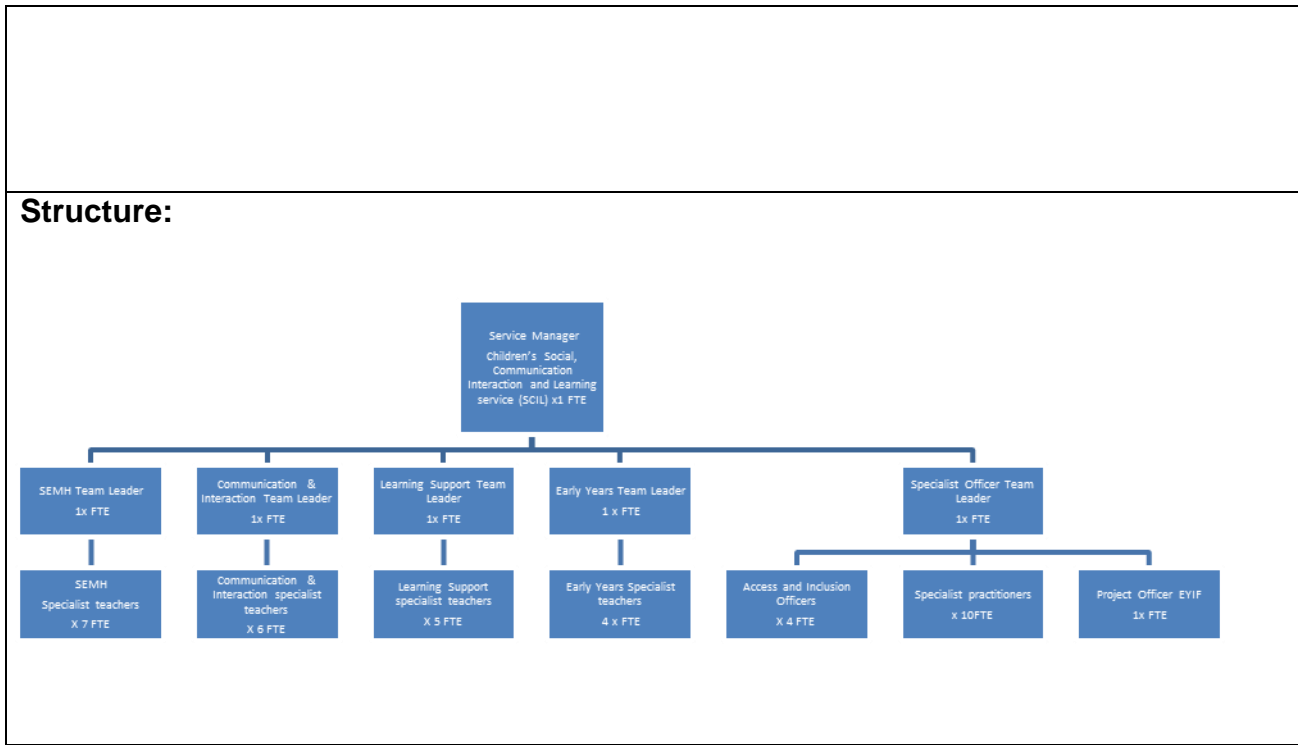 Structure:
Service Manager
Children's Social,
Communication
Interaction and Learning
service (SCIL) x1 FTE
SEMH Team Leader
1x FTE
Communication &
Interaction Team Leader
1x FTE
Learning Support Team
Leader
1x FTE
Early Years Team Leader
1 x FTE
Specialist Officer Team
Leader
1x FTE
SEMH
Specialist teachers
X 7 FTE
Communication &
Interaction specialist
teachers
X 6 FTE
Learning Support
specialist teachers
X 5 FTE
Early Years Specialist
teachers
4 x FTE
Access and Inclusion
Officers
X 4 FTE
Specialist practitioners
x 10FTE
Project Officer EYIF
1x FTE